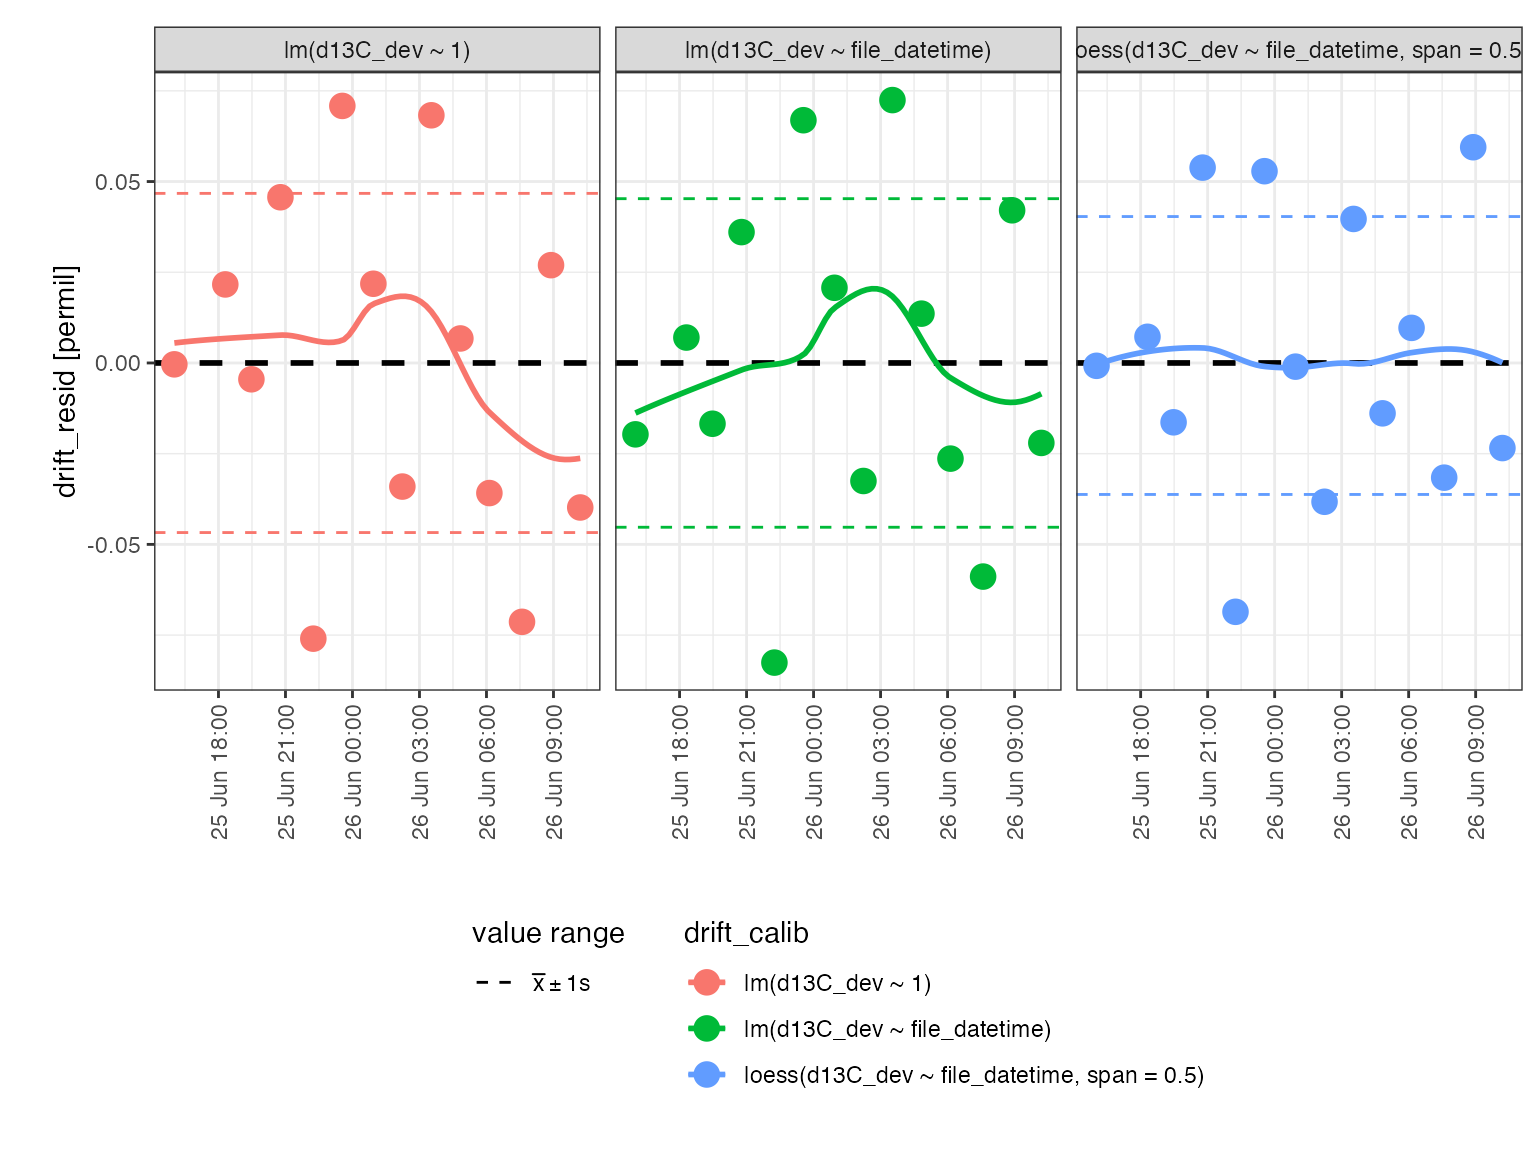 lm(d13C_dev ~ 1)
lm(d13C_dev ~ file_datetime)
oess(d13C_dev ~ file_datetime, span = 0.5
drift_resid [permil]
0.05
0.00
-0.05
25 Jun 18:00
25 Jun 21:00
26 Jun 00:00
26 Jun 03:00
26 Jun 06:00
26 Jun 09:00
25 Jun 18:00
25 Jun 21:00
26 Jun 00:00
26 Jun 03:00
26 Jun 06:00
26 Jun 09:00
25 Jun 18:00
25 Jun 21:00
26 Jun 00:00
26 Jun 03:00
26 Jun 06:00
26 Jun 09:00
value range
x̅ ± 1s
drift_calib
lm(d13C_dev ~ 1)
lm(d13C_dev ~ file_datetime)
loess(d13C_dev ~ file_datetime, span = 0.5)